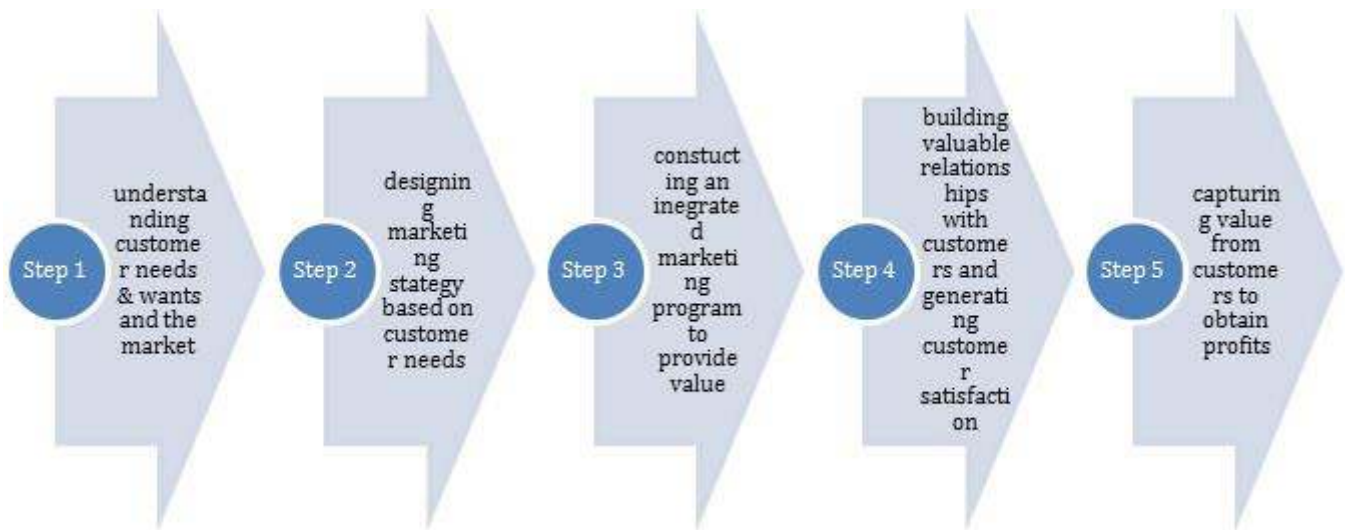 Step 1
understa
nding
custome
r needs
& wants
and the
market
Step 2
designin
g
marketi
ng
stategy
based on
custome
r needs
Step 3
constuct
ing an
inegrate
d
marketi
ng
program
to
provide
value
Step 4
building
valuable
relations
hips
with
custome
rs and
generati
ng
custome
r
satisfacti
on
Step 5
capturin
g value
from
custome
rs to
obtain
profits